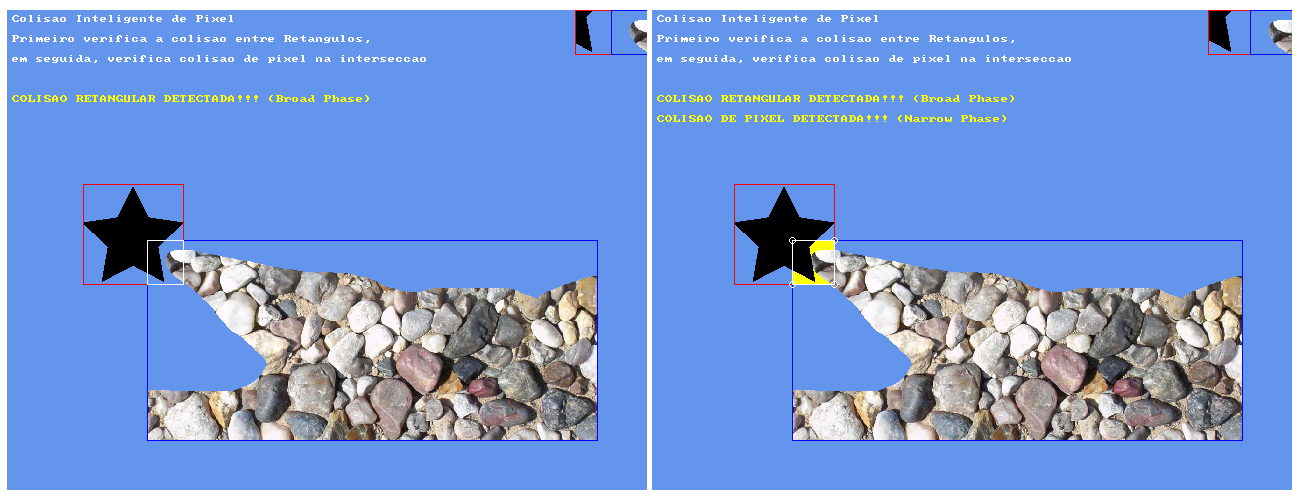 Colisao Inteligente de Pixel
Primeiro verifica a colisao entre Retangulos,
em seguida, verifica colisao de pixel na interseccao
COLISAO RETANGULAR DETECTADA!!! (Broad Phase)
Colisao Inteligente de Pixel
Primeiro verifica a colisao entre Retangulos,
em seguida, verifica colisao de pixel na interseccao
COLISAO RETANGULAR DETECTADA!!! (Broad Phase)
COLISAO DE PIXEL DETECTADA!!! (Narrow Phase)